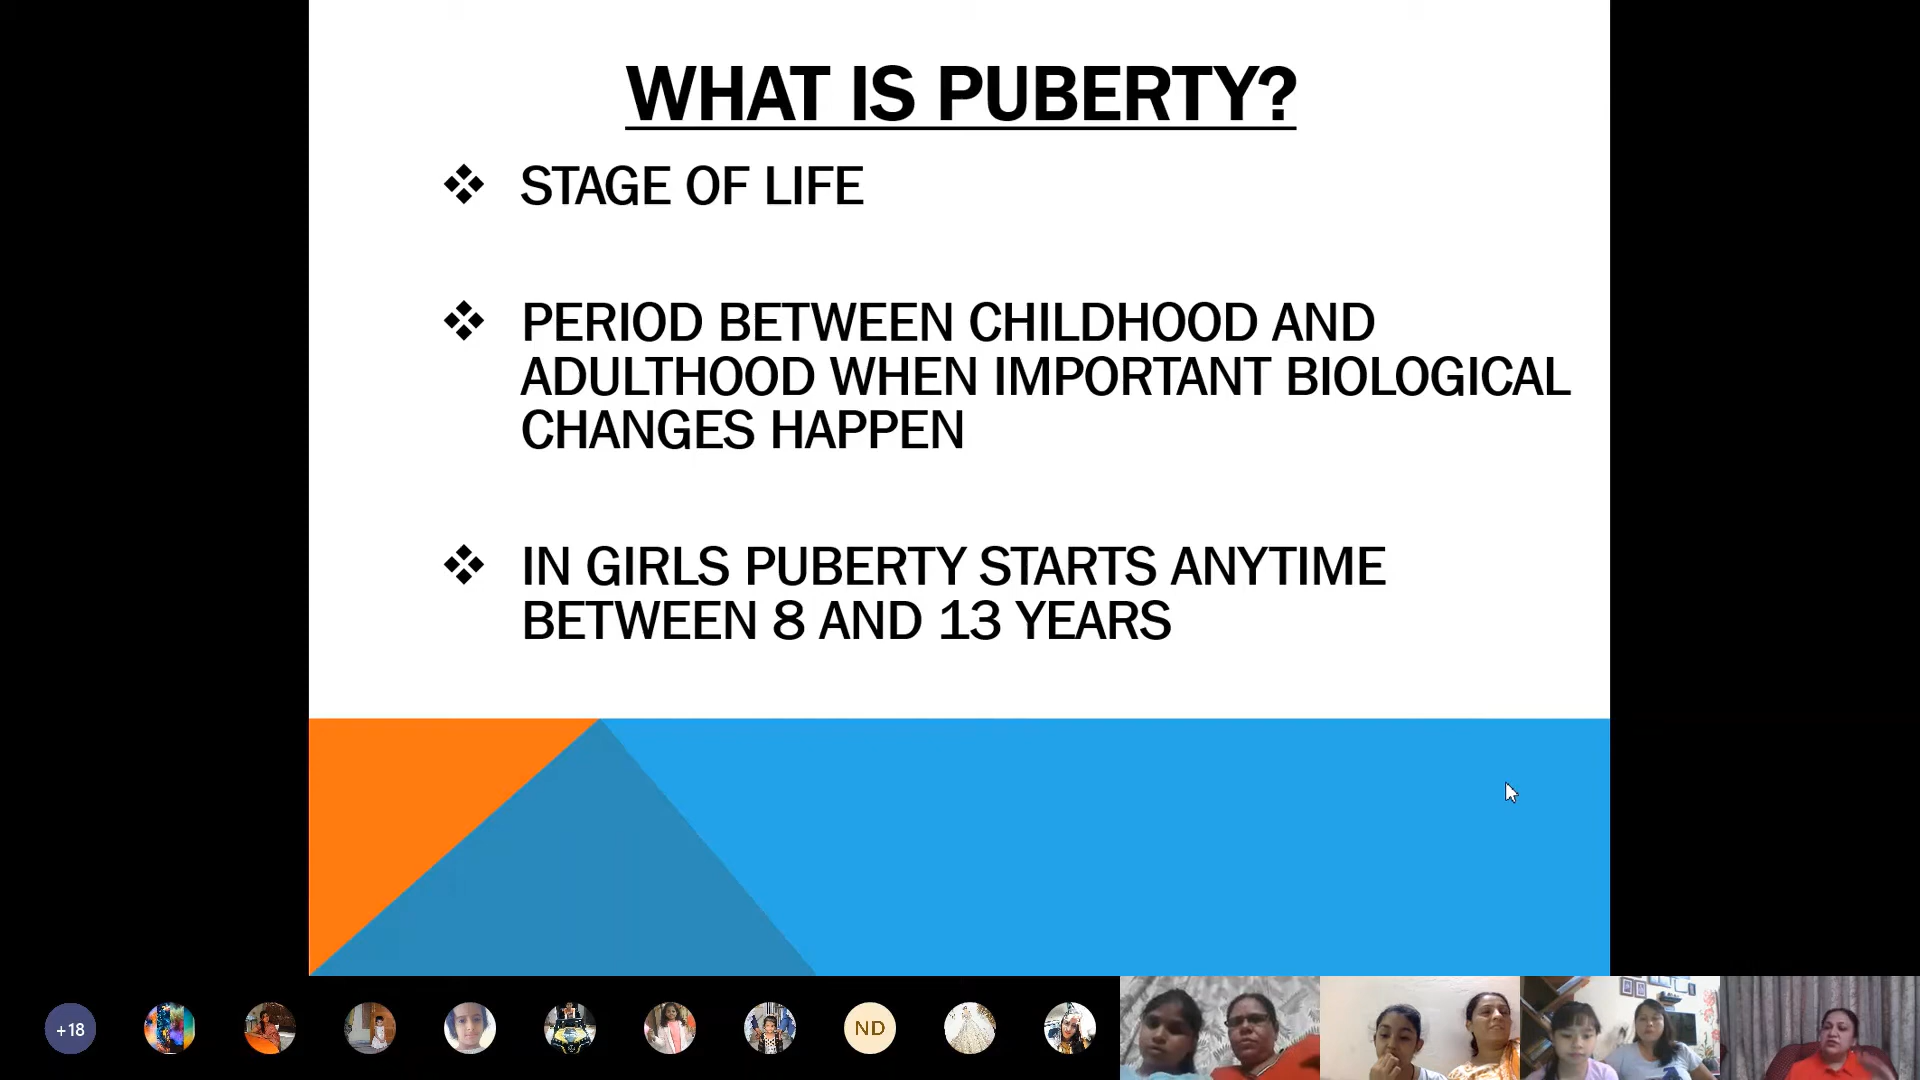 WHAT IS PUBERTY?
❖ STAGE OF LIFE
❖ PERIOD BETWEEN CHILDHOOD AND
ADULTHOOD WHEN IMPORTANT BIOLOGICAL
CHANGES HAPPEN
❖ IN GIRLS PUBERTY STARTS ANYTIME
BETWEEN 8 AND 13 YEARS
+18
ND